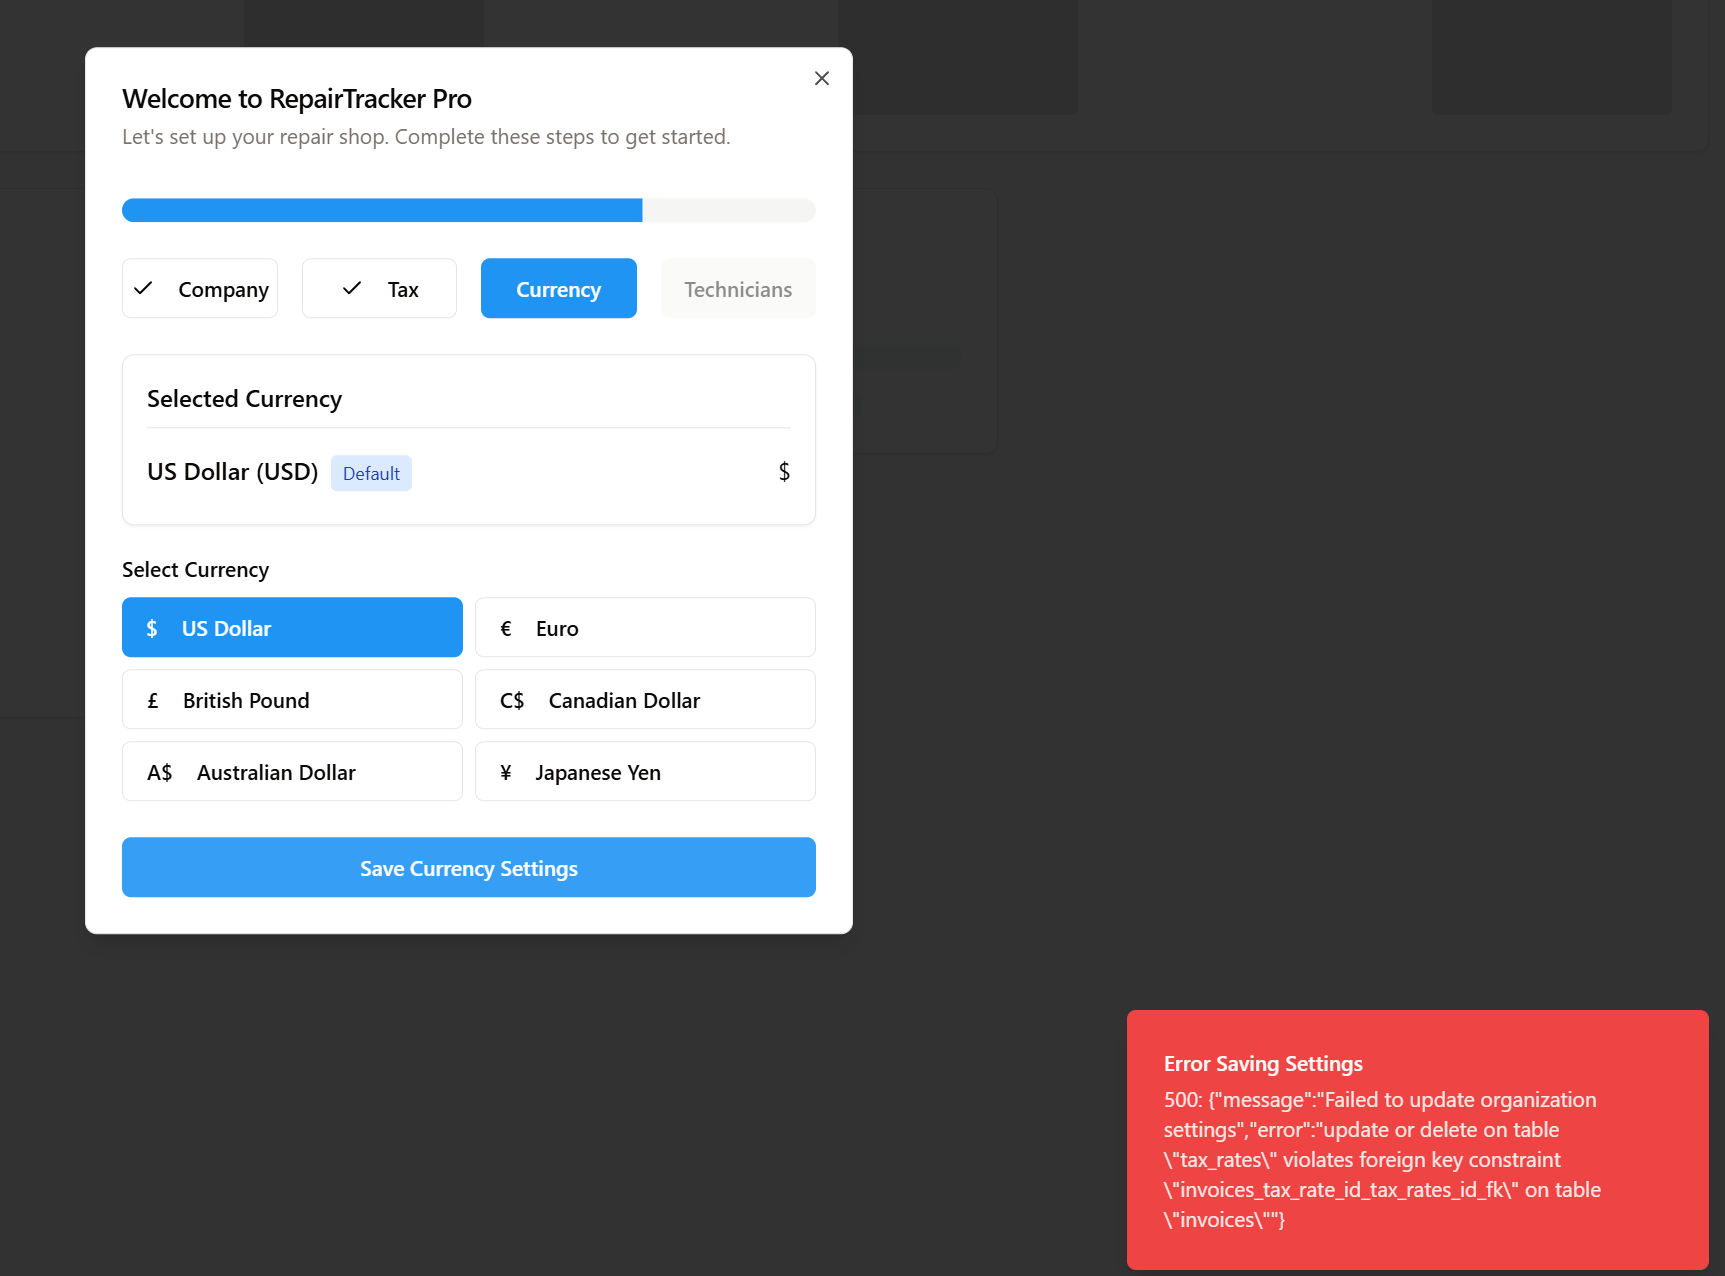 Welcome to RepairTracker Pro
Let's set up your repair shop. Complete these steps to get started.
Company
Tax
Currency
Technicians
Selected Currency
US Dollar (USD) Default $
Select Currency
$ US Dollar
€ Euro
£ British Pound
C$ Canadian Dollar
A$ Australian Dollar
¥ Japanese Yen
Save Currency Settings
Error Saving Settings
500: {"message":"Failed to update organization
settings","error":"update or delete on table
\"tax_rates\" violates foreign key constraint
\"invoices_tax_rate_id_tax_rates_id_fk\" on table
\"invoices\""}